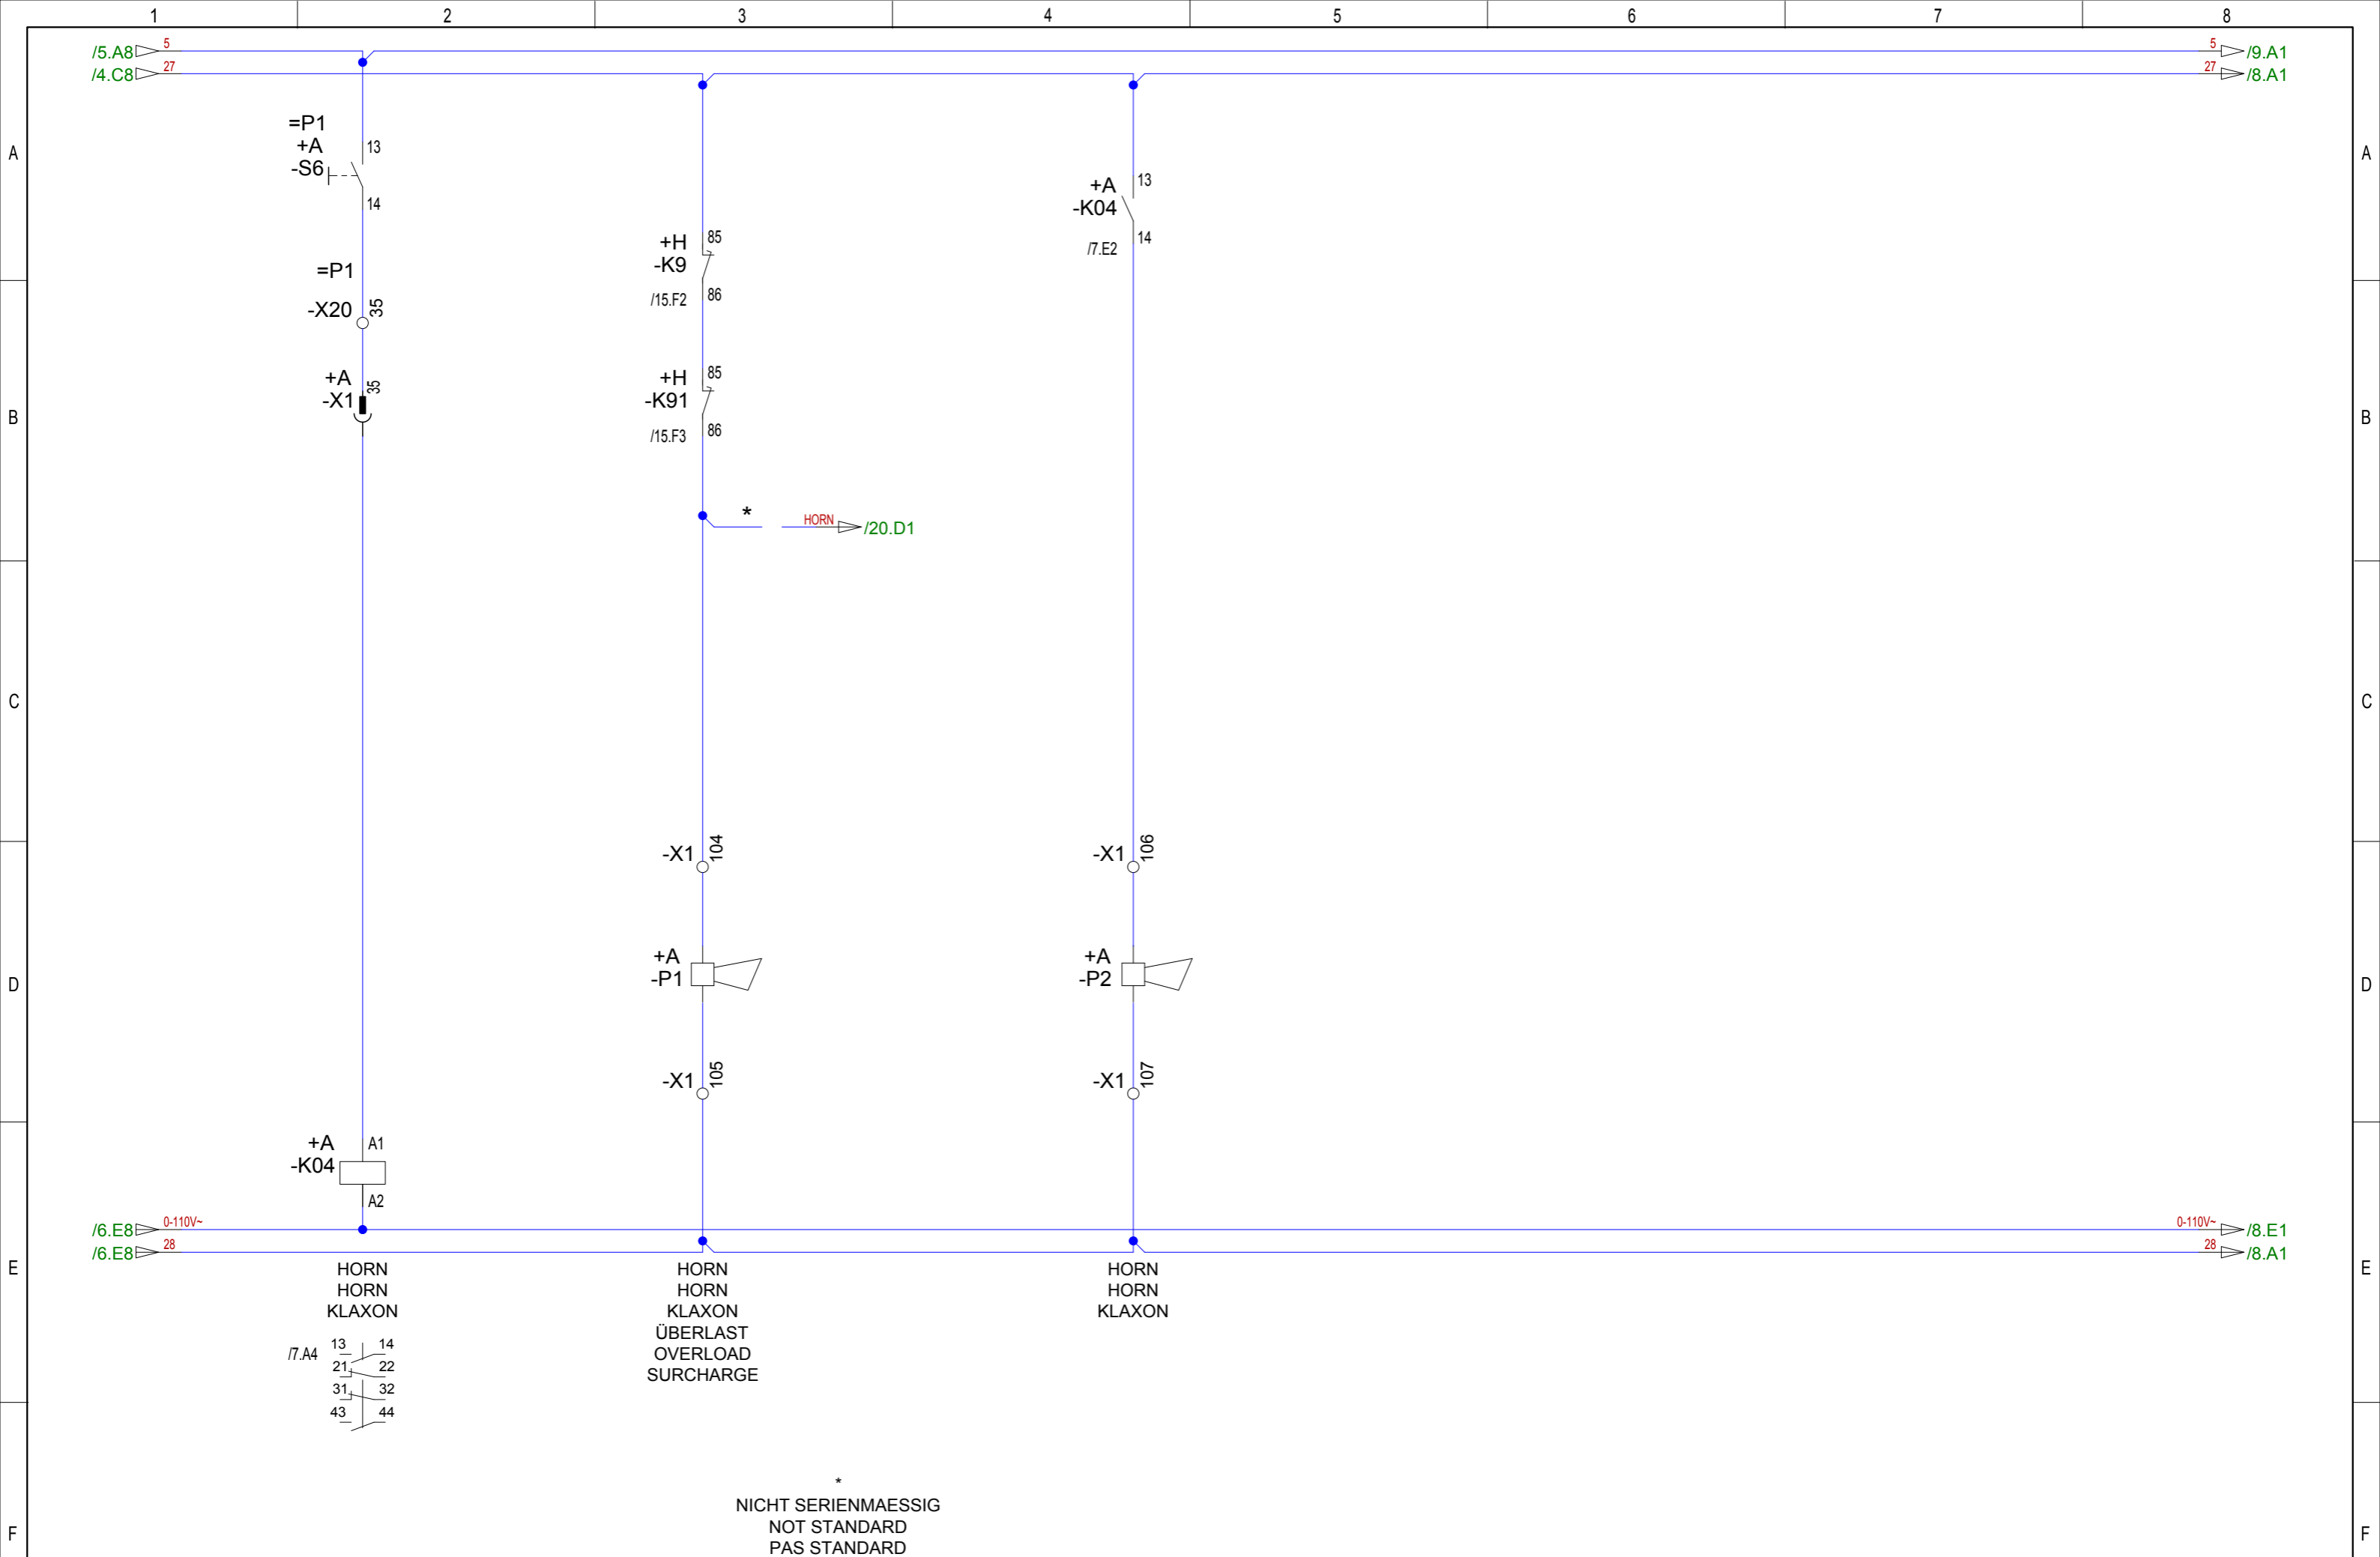 1 2 3 4 5 6 7 8
/5.A8 5 5 /9.A1
/4.C8 27 27 /8.A1
A A
=P1
+A
-S6
13
14
+A
-K04
13
14
/7.E2
+H
-K9
85
86
/15.F2
=P1
-X20
35
+A
-X1
35
+H
-K91
85
86
/15.F3
B B
* HORN /20.D1
C C
-X1 104
-X1 106
+A
-P1
+A
-P2
D D
-X1 105
-X1 107
+A
-K04
A1
A2
/6.E8 0-110V~ 0-110V~ /8.E1
/6.E8 28 28 /8.A1
E E
HORN
HORN
KLAXON
HORN
HORN
KLAXON
ÜBERLAST
OVERLOAD
SURCHARGE
HORN
HORN
KLAXON
/7.A4
13 14
21 22
31 32
43 44
*
NICHT SERIENMAESSIG
NOT STANDARD
PAS STANDARD
F F